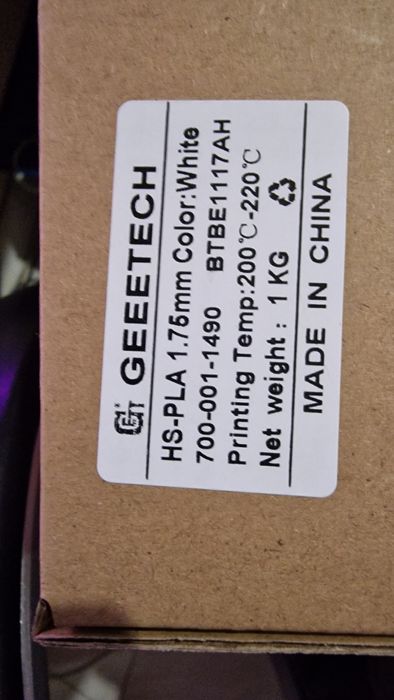 GEEETECH
HS-PLA 1.75mm Color:White
700-001-1490 BTBE1117AH
Printing Temp:200℃-220℃
Net weight: 1 KG
MADE IN CHINA